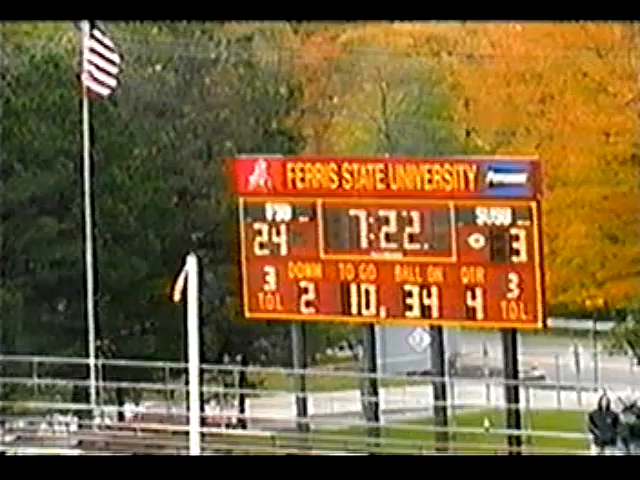 FERRIS STATE UNIVERSITY
FSU 7:22 SVSU
24 3
DOWN TO GO BALL ON QTR
3 2 10 34 4 3
TOL TOL